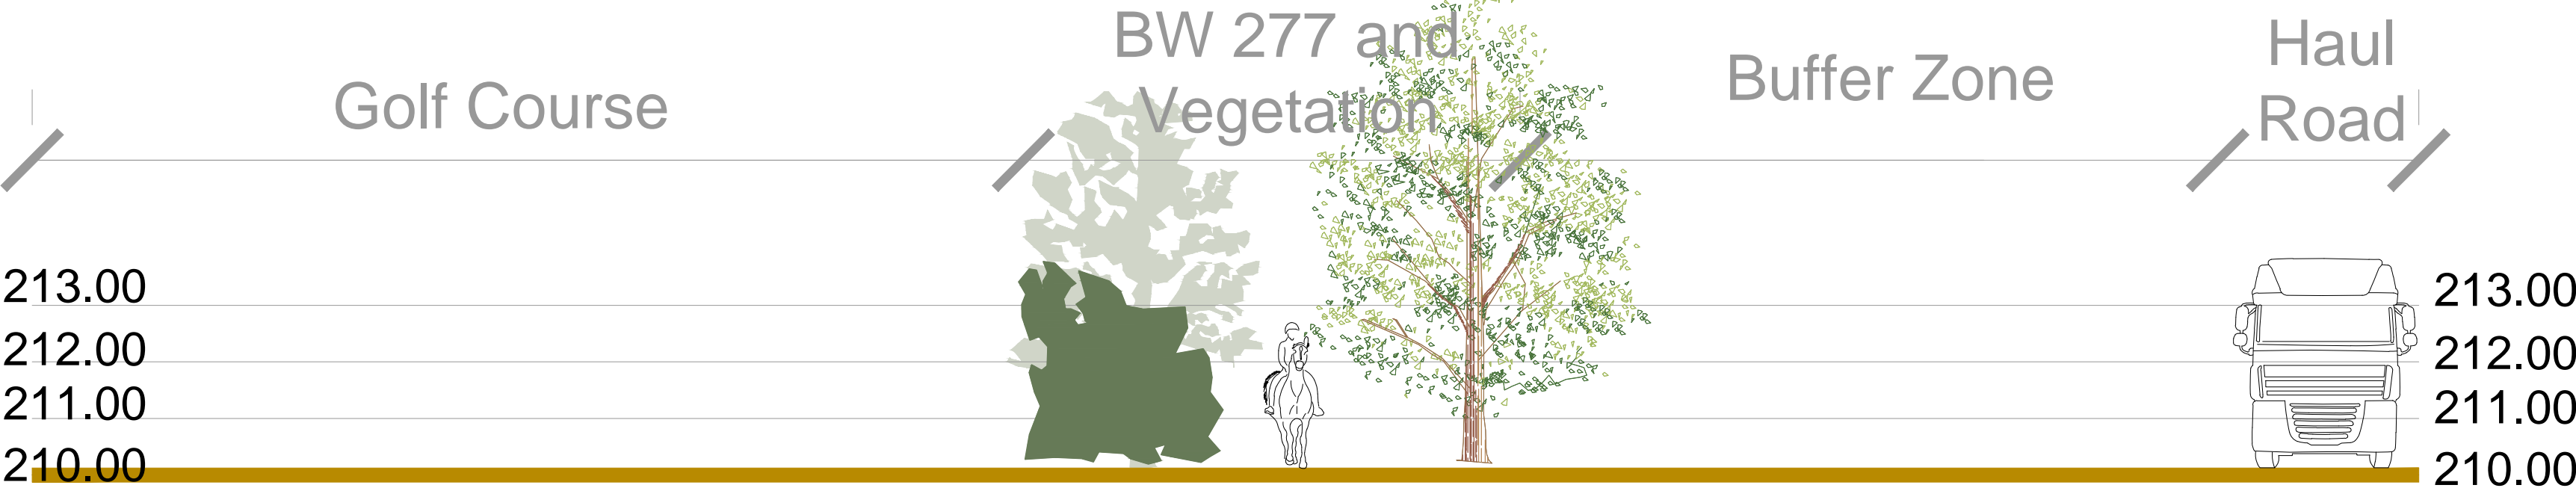 Golf Course
BW 277 and
Vegetation
Buffer Zone
Haul
Road
213.00
212.00
211.00
210.00
213.00
212.00
211.00
210.00